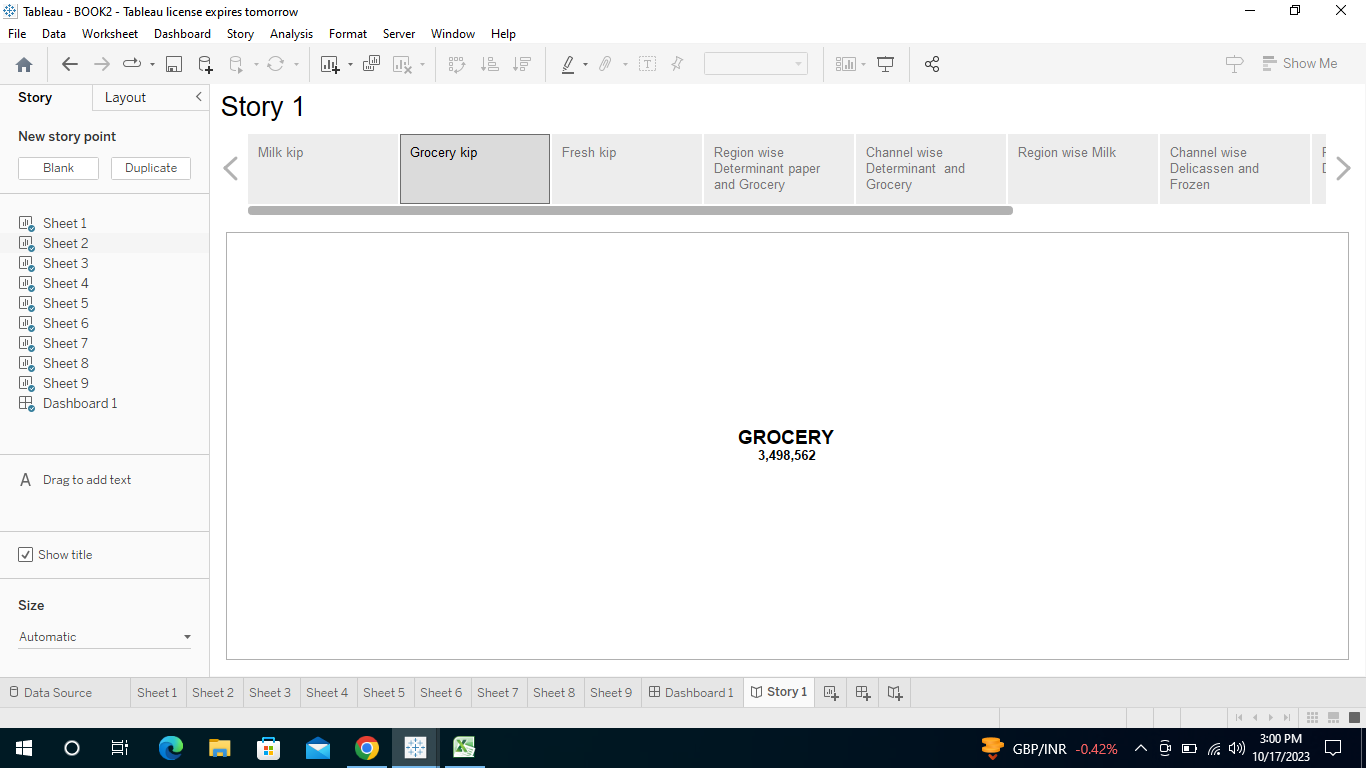 Tableau - BOOK2 - Tableau license expires tomorrow
File Data Worksheet Dashboard Story Analysis Format Server Window Help
Show Me
Story Layout
New story point
Blank Duplicate
Sheet 1
Sheet 2
Sheet 3
Sheet 4
Sheet 5
Sheet 6
Sheet 7
Sheet 8
Sheet 9
Dashboard 1
A Drag to add text
Show title
Size
Automatic
Story 1
Milk kip
Grocery kip
Fresh kip
Region wise
Determinant paper
and Grocery
Channel wise
Determinant and
Grocery
Region wise Milk
Channel wise
Delicassen and
Frozen
GROCERY
3,498,562
Data Source Sheet 1 Sheet 2 Sheet 3 Sheet 4 Sheet 5 Sheet 6 Sheet 7 Sheet 8 Sheet 9 Dashboard 1 Story 1
GBP/INR -0.42%
3:00 PM
10/17/2023